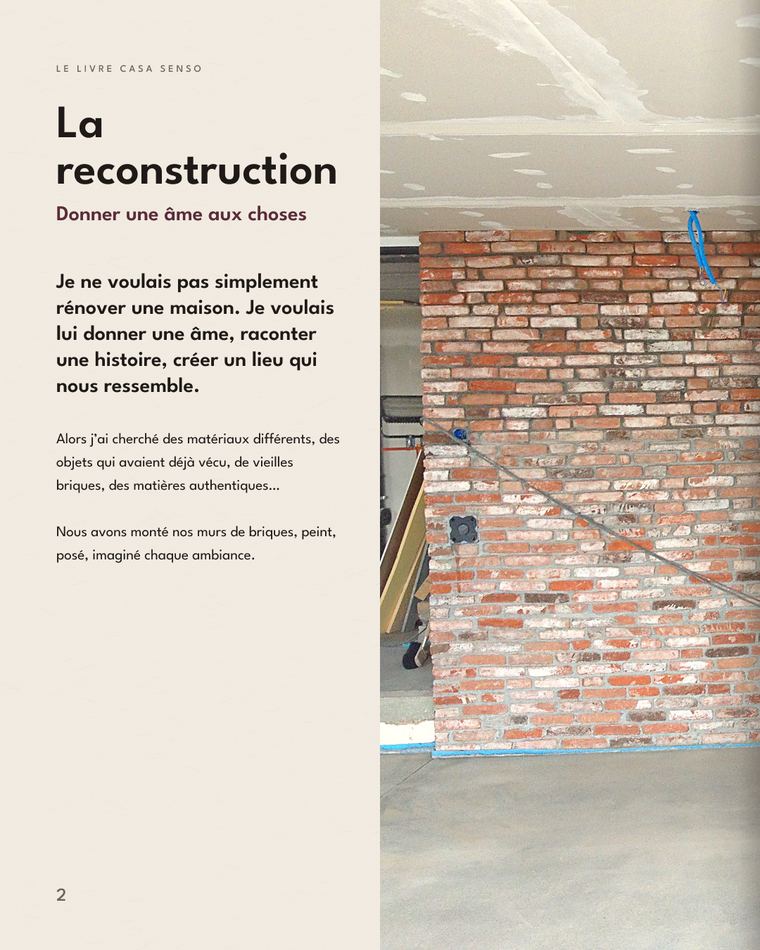 LE LIVRE CASA SENSO
La
reconstruction
Donner une âme aux choses
Je ne voulais pas simplement
rénover une maison. Je voulais
lui donner une âme, raconter
une histoire, créer un lieu qui
nous ressemble.
Alors j'ai cherché des matériaux différents, des
objets qui avaient déjà vécu, de vieilles
briques, des matières authentiques…
Nous avons monté nos murs de briques, peint,
posé, imaginé chaque ambiance.
2